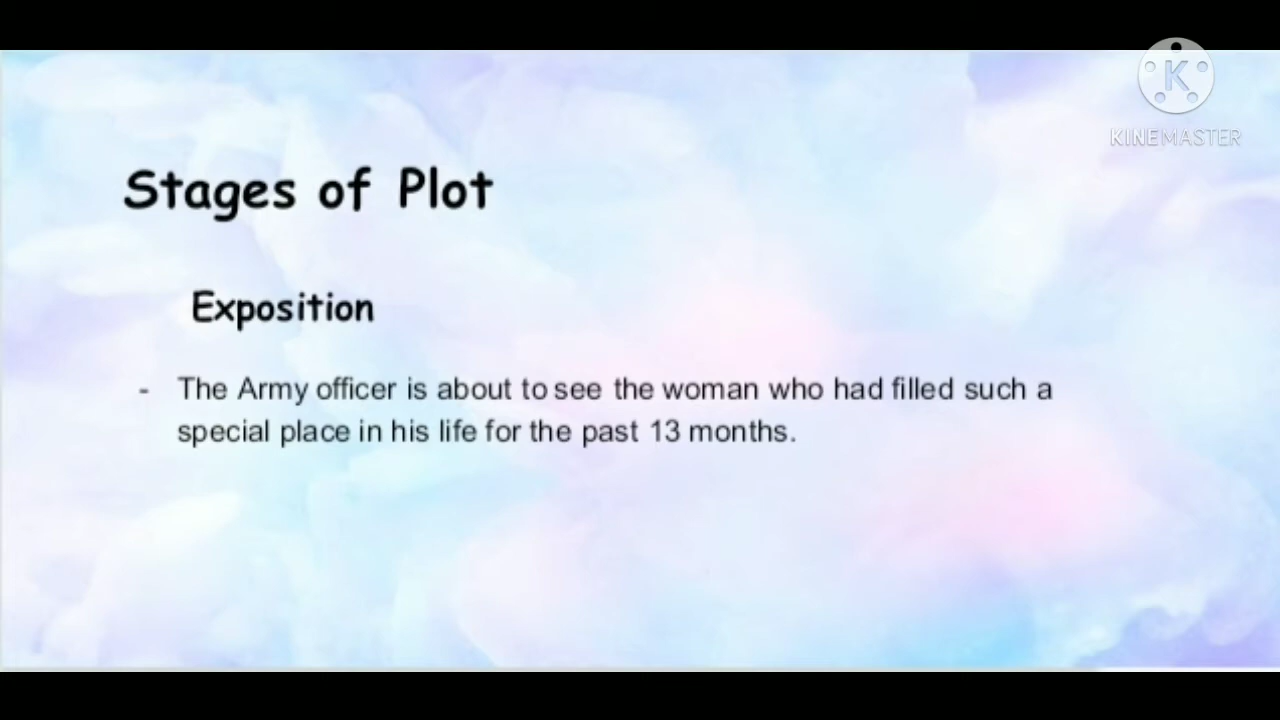 KINEMASTER
Stages of Plot
Exposition
- The Army officer is about to see the woman who had filled such a
special place in his life for the past 13 months.